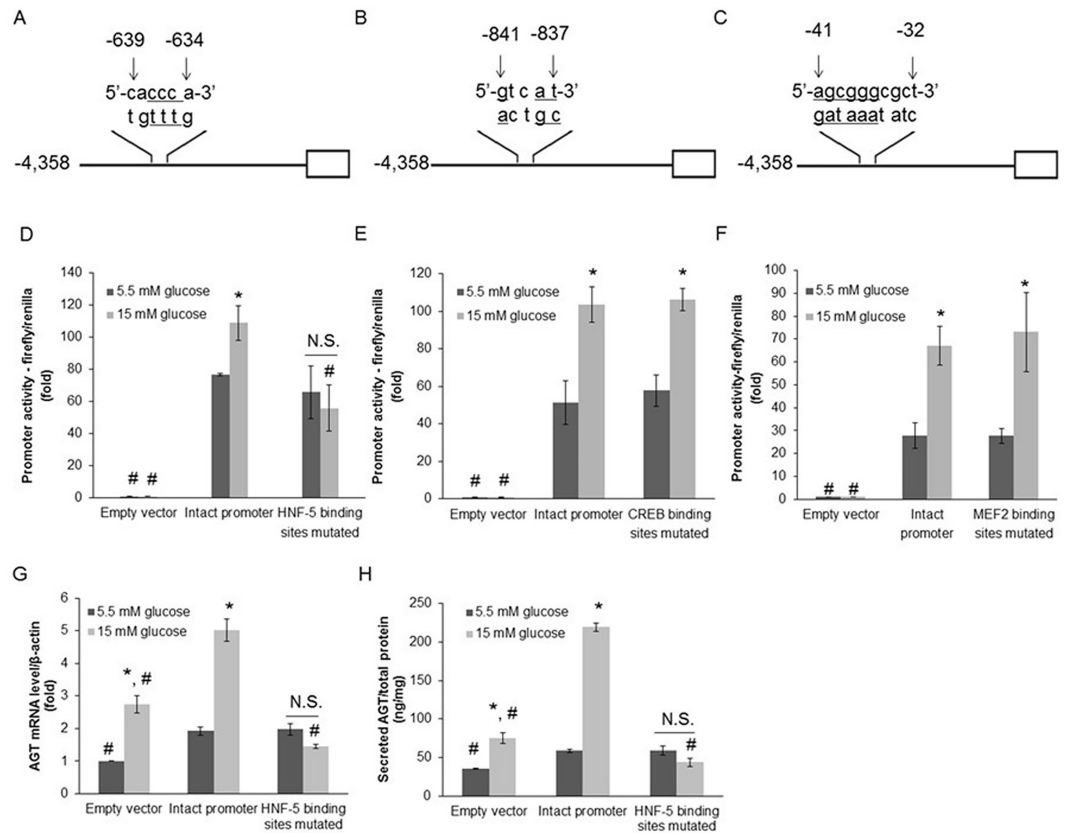 A
-639 -634
5'-caccc a-3'
t gt t t g
-4,358
B
-841 -837
5'-gt c a t-3'
ac t g c
-4,358
C
-41 -32
5'-agcgggcgct-3'
gat aaat atc
-4,358
D
Promoter activity - firefly/renilla
(fold)
140
120
100
80
60
40
20
0
5.5 mM glucose
15 mM glucose
# #
*
N.S.
#
Empty vector Intact promoter HNF-5 binding
sites mutated
E
Promoter activity - firefly/renilla
(fold)
120
100
80
60
40
20
0
5.5 mM glucose
15 mM glucose
# #
*
*
Empty vector Intact promoter CREB binding
sites mutated
F
Promoter activity-firefly/renilla
(fold)
100
90
80
70
60
50
40
30
20
10
0
5.5 mM glucose
15 mM glucose
# #
*
*
Empty vector Intact MEF2 binding
promoter sites mutated
G
AGT mRNA level/β-actin
(fold)
6
5
4
3
2
1
0
5.5 mM glucose
15 mM glucose
#
*, #
*
N.S.
#
Empty vector Intact promoter HNF-5 binding
sites mutated
H
Secreted AGT/total protein
(ng/mg)
250
200
150
100
50
0
5.5 mM glucose
15 mM glucose
#
*, #
*
N.S.
#
Empty vector Intact promoter HNF-5 binding
sites mutated